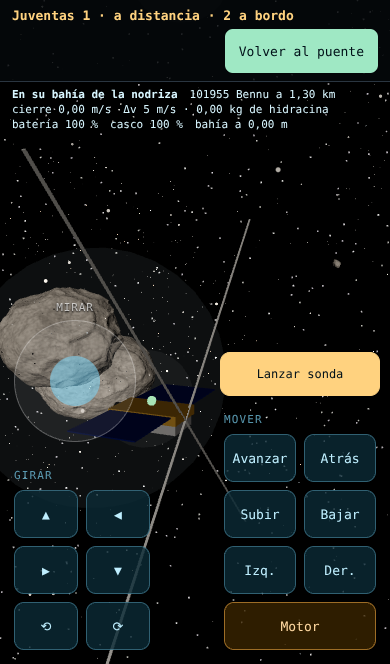 Juventas 1 · a distancia · 2 a bordo
Volver al puente
En su bahía de la nodriza 101955 Bennu a 1,30 km
cierre 0,00 m/s · Δv 5 m/s · 0,00 kg de hidracina
batería 100 % casco 100 % bahía a 0,00 m
MIRAR
Lanzar sonda
MOVER
Avanzar Atrás
GIRAR
▲ ◀
Subir Bajar
▶ ▼
Izq. Der.
⟲ ⟳
Motor